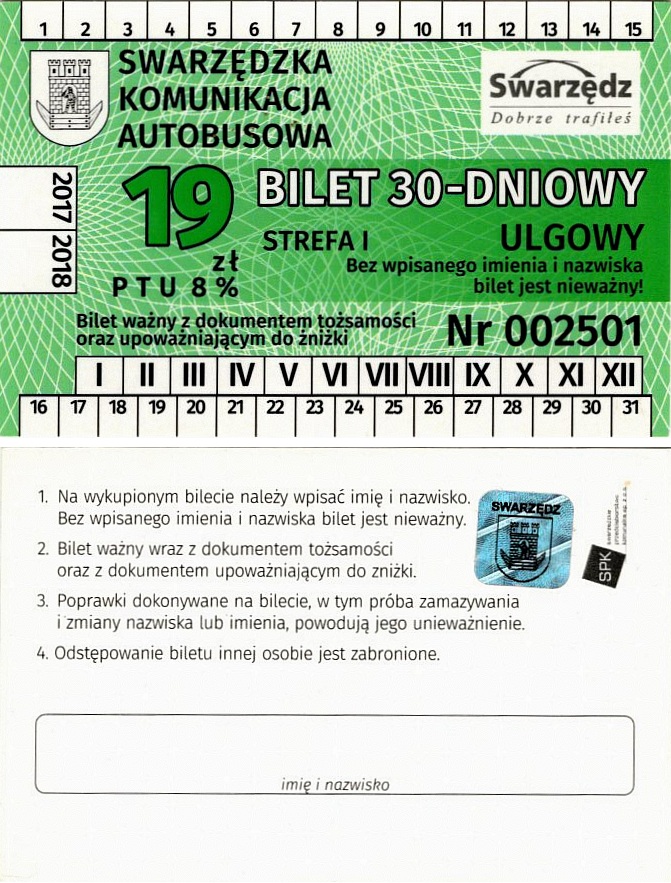 1 2 3 4 5 6 7 8 9 10 11 12 13 14 15
SWARZĘDZKA
KOMUNIKACJA
AUTOBUSOWA
Swarzędz
Dobrze trafiłeś
2017 2018
19
zł
PTU 8%
BILET 30-DNIOWY
STREFA I ULGOWY
Bez wpisanego imienia i nazwiska
bilet jest nieważny!
Bilet ważny z dokumentem tożsamości
oraz upoważniającym do zniżki
Nr 002501
I II III IV V VI VII VIII IX X XI XII
16 17 18 19 20 21 22 23 24 25 26 27 28 29 30 31
1. Na wykupionym bilecie należy wpisać imię i nazwisko.
Bez wpisanego imienia i nazwiska bilet jest nieważny.
2. Bilet ważny wraz z dokumentem tożsamości
oraz z dokumentem upoważniającym do zniżki.
3. Poprawki dokonywane na bilecie, w tym próba zamazywania
i zmiany nazwiska lub imienia, powodują jego unieważnienie.
4. Odstępowanie biletu innej osobie jest zabronione.
SWARZĘDZ
SPK
imię i nazwisko